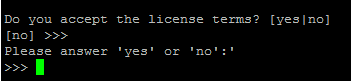 Do you accept the license terms? [yes|no]
[no] >>>
Please answer 'yes' or 'no':'
>>>